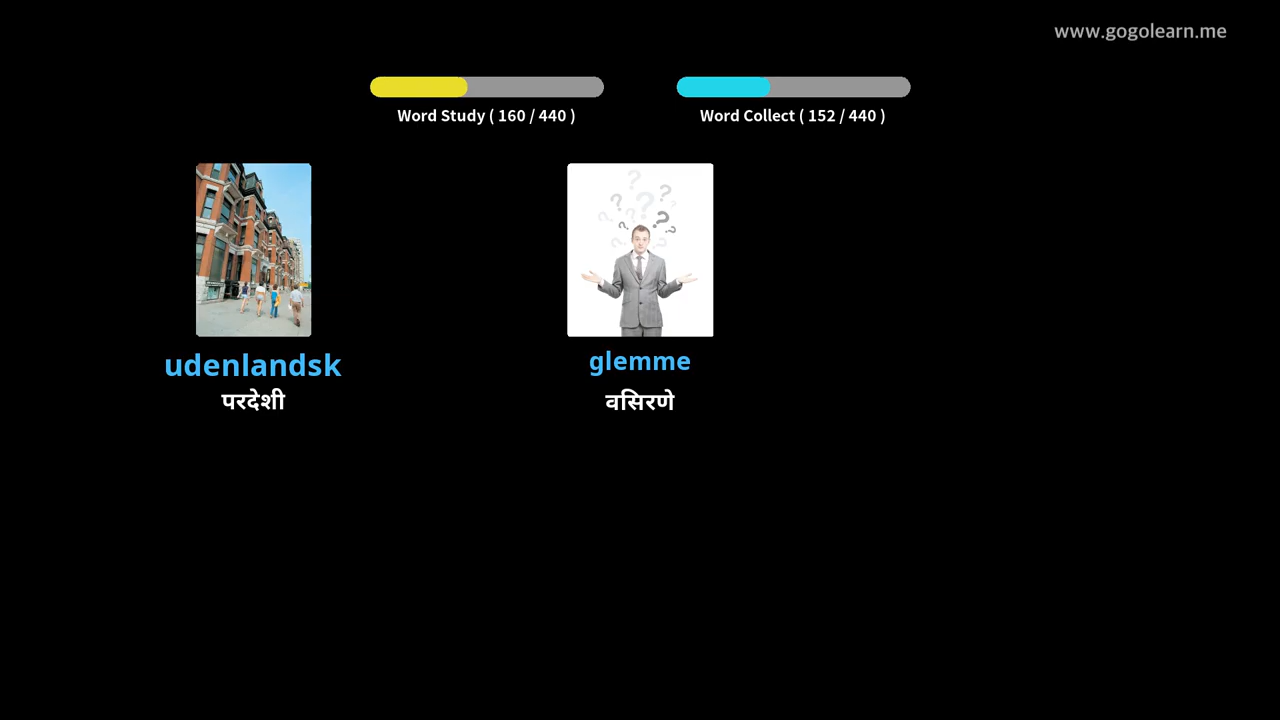 www.gogolearn.me
Word Study ( 160 / 440 )
Word Collect ( 152 / 440 )
udenlandsk
परदेशी
glemme
वसिरणे